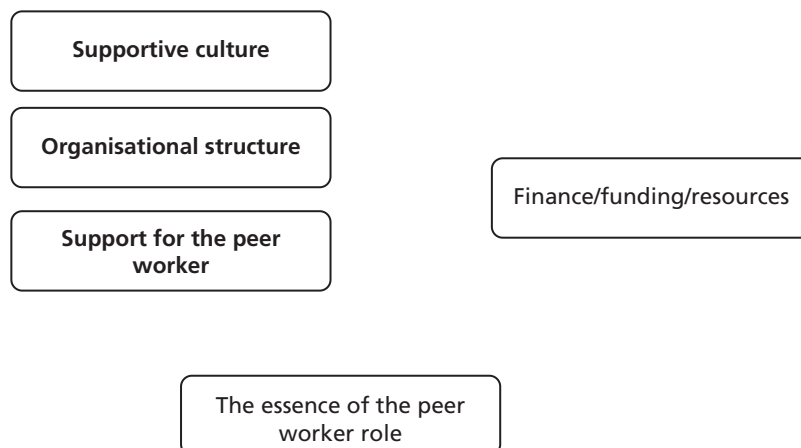 Supportive culture
Organisational structure
Support for the peer
worker
Finance/funding/resources
The essence of the peer
worker role